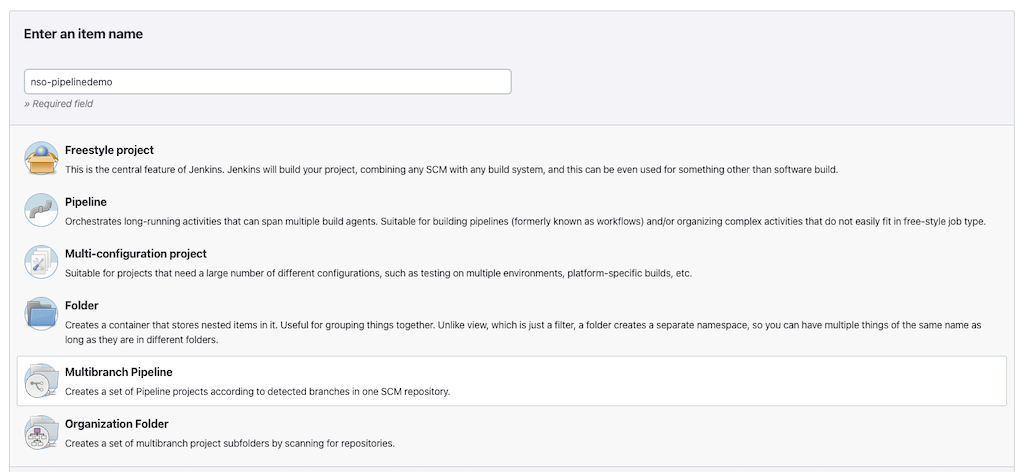 Enter an item name
nso-pipelinedemo
» Required field
Freestyle project
This is the central feature of Jenkins. Jenkins will build your project, combining any SCM with any build system, and this can be even used for something other than software build.
Pipeline
Orchestrates long-running activities that can span multiple build agents. Suitable for building pipelines (formerly known as workflows) and/or organizing complex activities that do not easily fit in free-style job type.
Multi-configuration project
Suitable for projects that need a large number of different configurations, such as testing on multiple environments, platform-specific builds, etc.
Folder
Creates a container that stores nested items in it. Useful for grouping things together. Unlike view, which is just a filter, a folder creates a separate namespace, so you can have multiple things of the same name as
long as they are in different folders.
Multibranch Pipeline
Creates a set of Pipeline projects according to detected branches in one SCM repository.
Organization Folder
Creates a set of multibranch project subfolders by scanning for repositories.